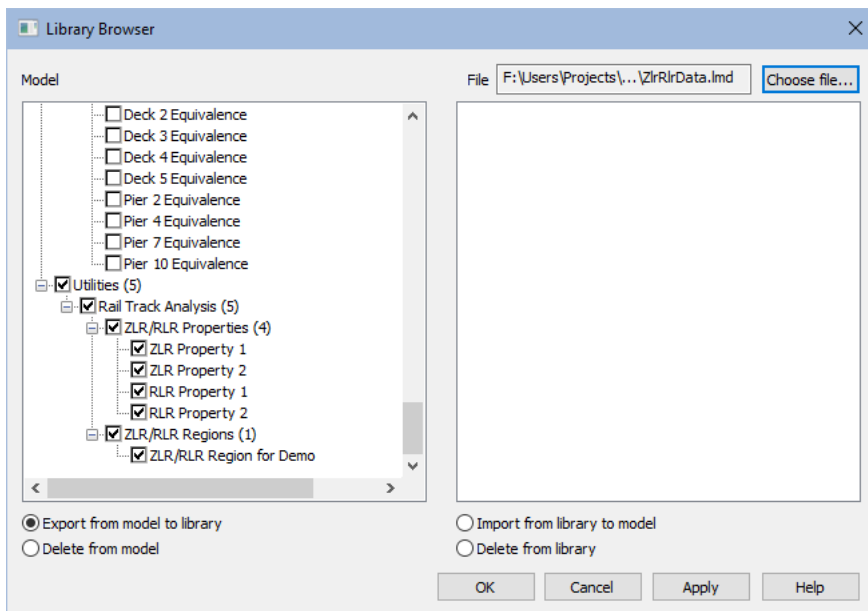 Library Browser
Model
File F:\Users\Projects\...\ZlrRlrData.lmd Choose file...
Deck 2 Equivalence
Deck 3 Equivalence
Deck 4 Equivalence
Deck 5 Equivalence
Pier 2 Equivalence
Pier 4 Equivalence
Pier 7 Equivalence
Pier 10 Equivalence
Utilities (5)
Rail Track Analysis (5)
ZLR/RLR Properties (4)
ZLR Property 1
ZLR Property 2
RLR Property 1
RLR Property 2
ZLR/RLR Regions (1)
ZLR/RLR Region for Demo
Export from model to library
Delete from model
Import from library to model
Delete from library
OK Cancel Apply Help